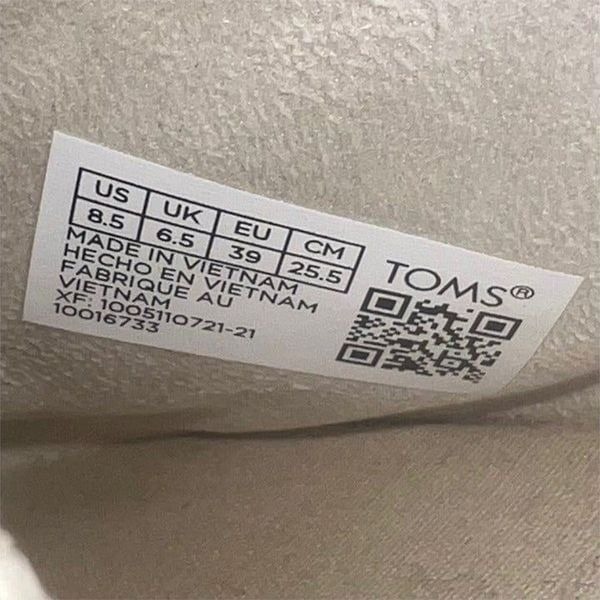 US UK EU CM
8.5 6.5 39 25.5
MADE IN VIETNAM
HECHO EN VIETNAM
FABRIQUE AU
VIETNAM
XF: 1005110721-21
10016733
TOMS®